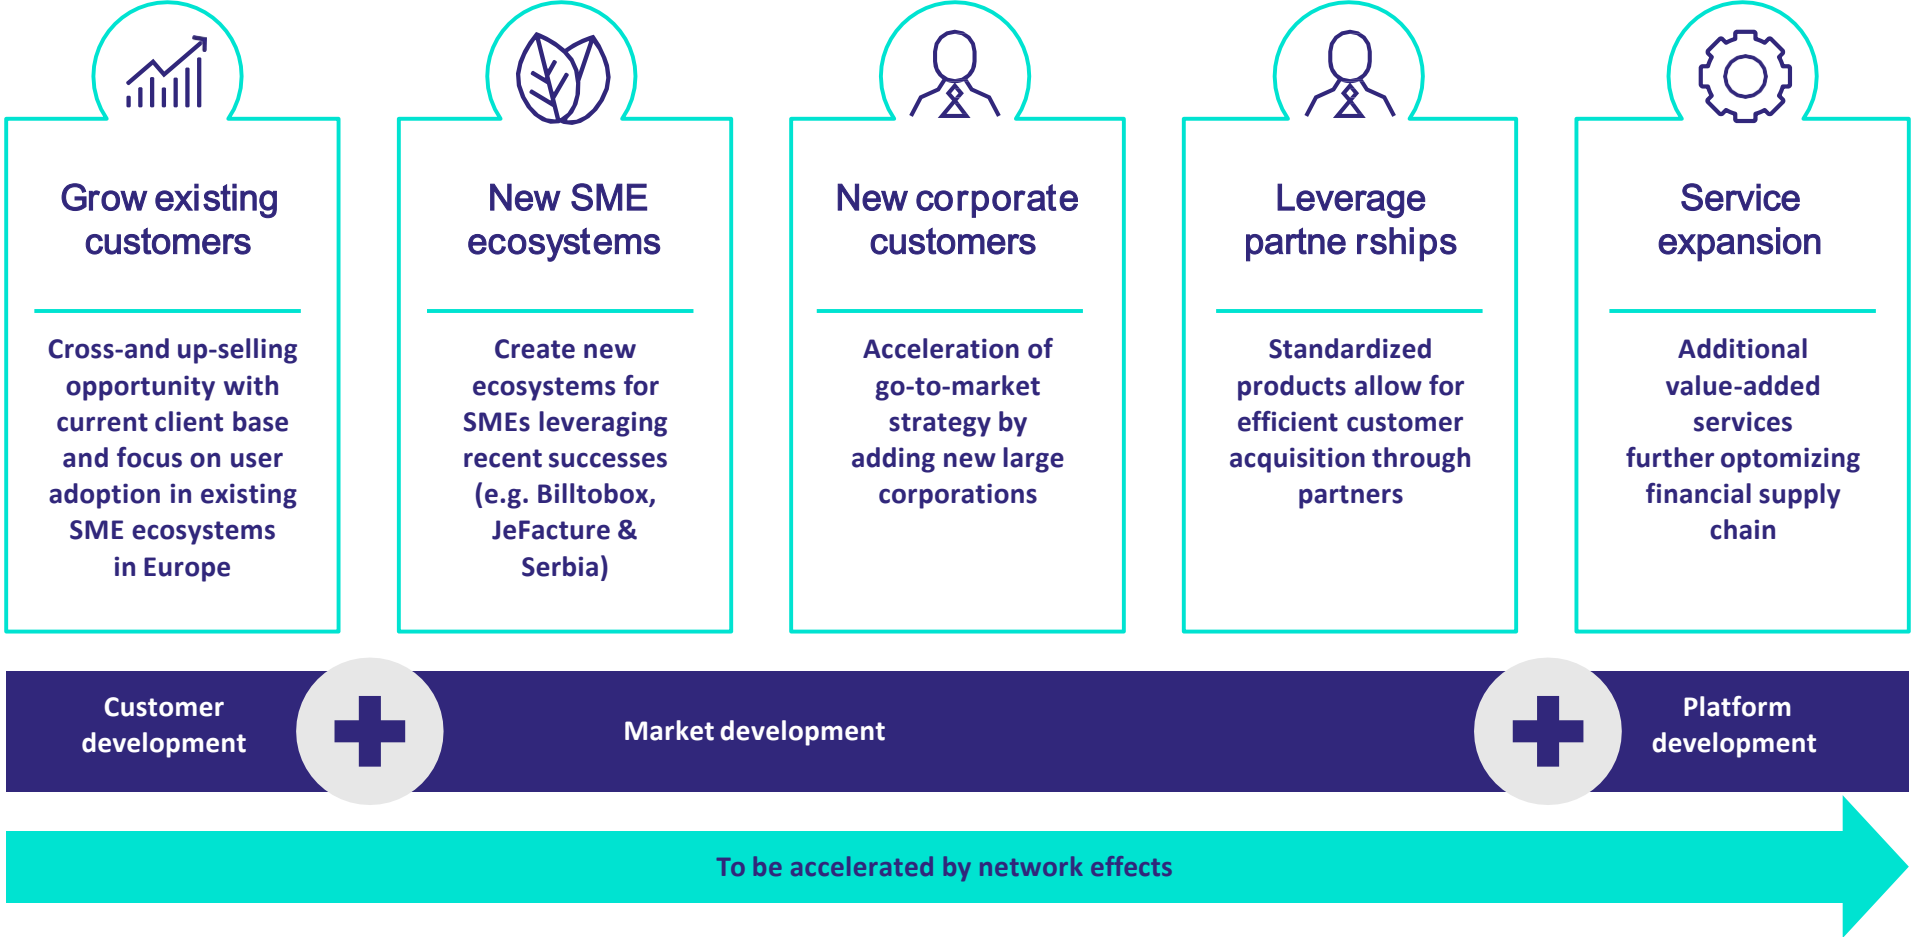 Grow existing
customers
Cross-and up-selling
opportunity with
current client base
and focus on user
adoption in existing
SME ecosystems
in Europe
New SME
ecosystems
Create new
ecosystems for
SMEs leveraging
recent successes
(e.g. Billtobox,
JeFacture &
Serbia)
New corporate
customers
Acceleration of
go-to-market
strategy by
adding new large
corporations
Leverage
partne rships
Standardized
products allow for
efficient customer
acquisition through
partners
Service
expansion
Additional
value-added
services
further optomizing
financial supply
chain
Customer
development
Market development
Platform
development
To be accelerated by network effects